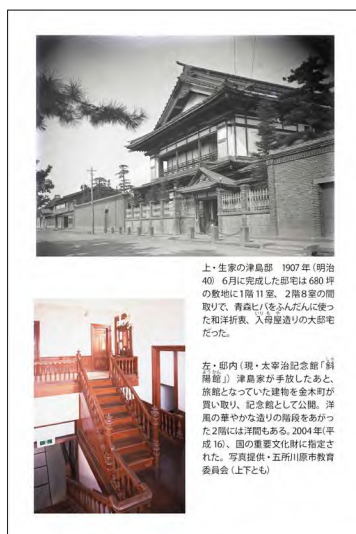 上・生家の津島邸　1907年(明治
40)　6月に完成した邸宅は680坪
の敷地に1階11室、2階8室の間
取りで、青森ヒバをふんだんに使っ
た和洋折衷、入母屋造りの大邸宅
だった。
左・邸内(現・太宰治記念館「斜
陽館」)　津島家が手放したあと、
旅館となっていた建物を金木町が
買い取り、記念館として公開。洋
風の華やかな造りの階段をあがっ
た2階には洋間もある。2004年(平
成16)、国の重要文化財に指定さ
れた。写真提供・五所川原市教育
委員会(上下とも)